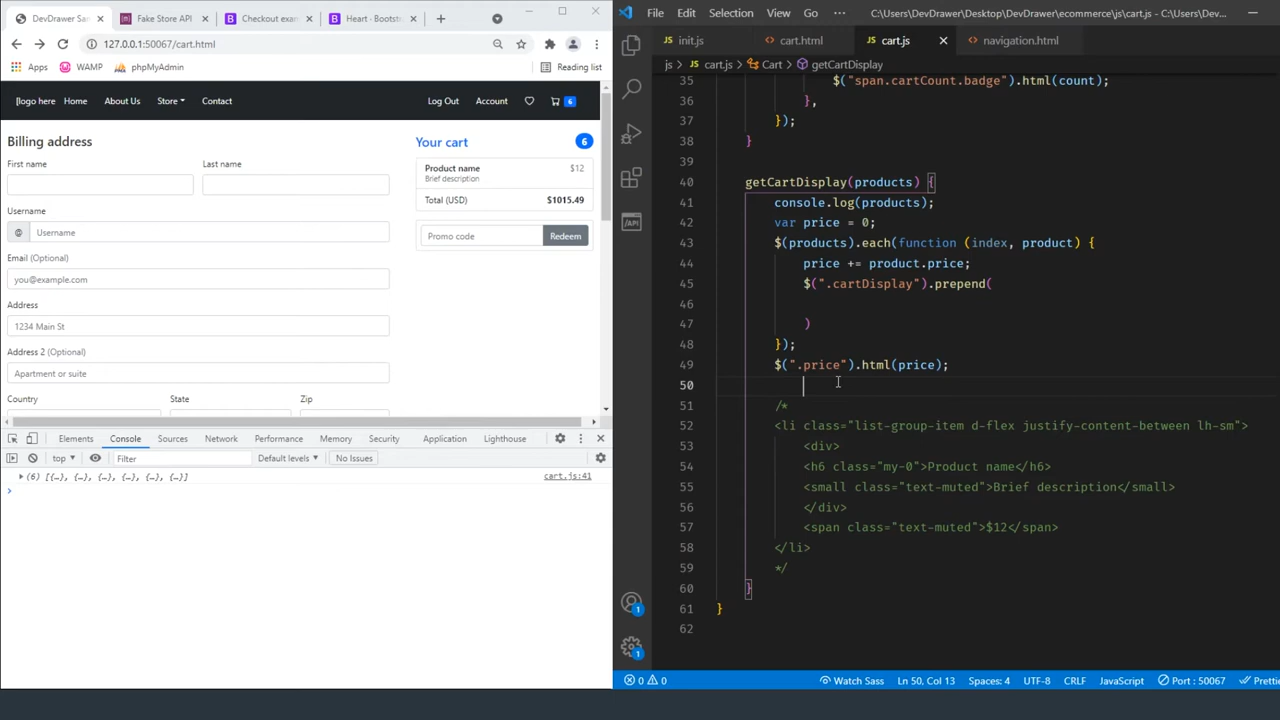 DevDrawer Sa
Fake Store API
Checkout exam
Heart · Bootstr
127.0.0.1:50067/cart.html
Apps
WAMP
phpMyAdmin
Reading list
logo here
Home
About Us
Store
Contact
Log Out
Account
6
Billing address
First name
Last name
Username
@
Username
Email (Optional)
you@example.com
Address
1234 Main St
Address 2 (Optional)
Apartment or suite
Country
State
Zip
Your cart
6
Product name
$12
Brief description
Total (USD)
$1015.49
Promo code
Redeem
Elements
Console
Sources
Network
Performance
Memory
Security
Application
Lighthouse
top
Filter
Default levels
No Issues
(6) [{…}, {…}, {…}, {…}, {…}, {…}]
cart.js:41
File
Edit
Selection
View
Go
C:\Users\DevDrawer\Desktop\DevDrawer\ecommerce\js\cart.js - Visual Studio C...
init.js
cart.html
cart.js
navigation.html
js > cart.js > Cart > getCartDisplay
35 $("span.cartCount.badge").html(count);
36 },
37 });
38 }
39
40 getCartDisplay(products) {
41 console.log(products);
42 var price = 0;
43 $(products).each(function (index, product) {
44 price += product.price;
45 $(".cartDisplay").prepend(
46
47 )
48 });
49 $(".price").html(price);
50
51 /*
52 <li class="list-group-item d-flex justify-content-between lh-sm">
53 <div>
54 <h6 class="my-0">Product name</h6>
55 <small class="text-muted">Brief description</small>
56 </div>
57 <span class="text-muted">$12</span>
58 </li>
59 */
60 }
61 }
62
/API
1
1
0
0
Watch Sass
Ln 50, Col 13
Spaces: 4
UTF-8
CRLF
JavaScript
Port : 50067
Prettie